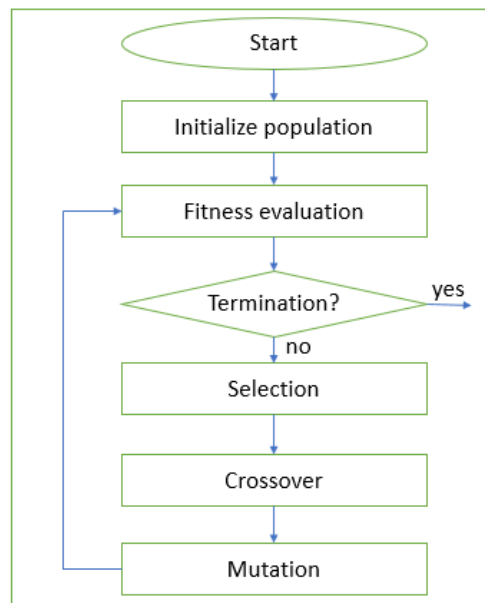 Start
Initialize population
Fitness evaluation
Termination?
yes
no
Selection
Crossover
Mutation